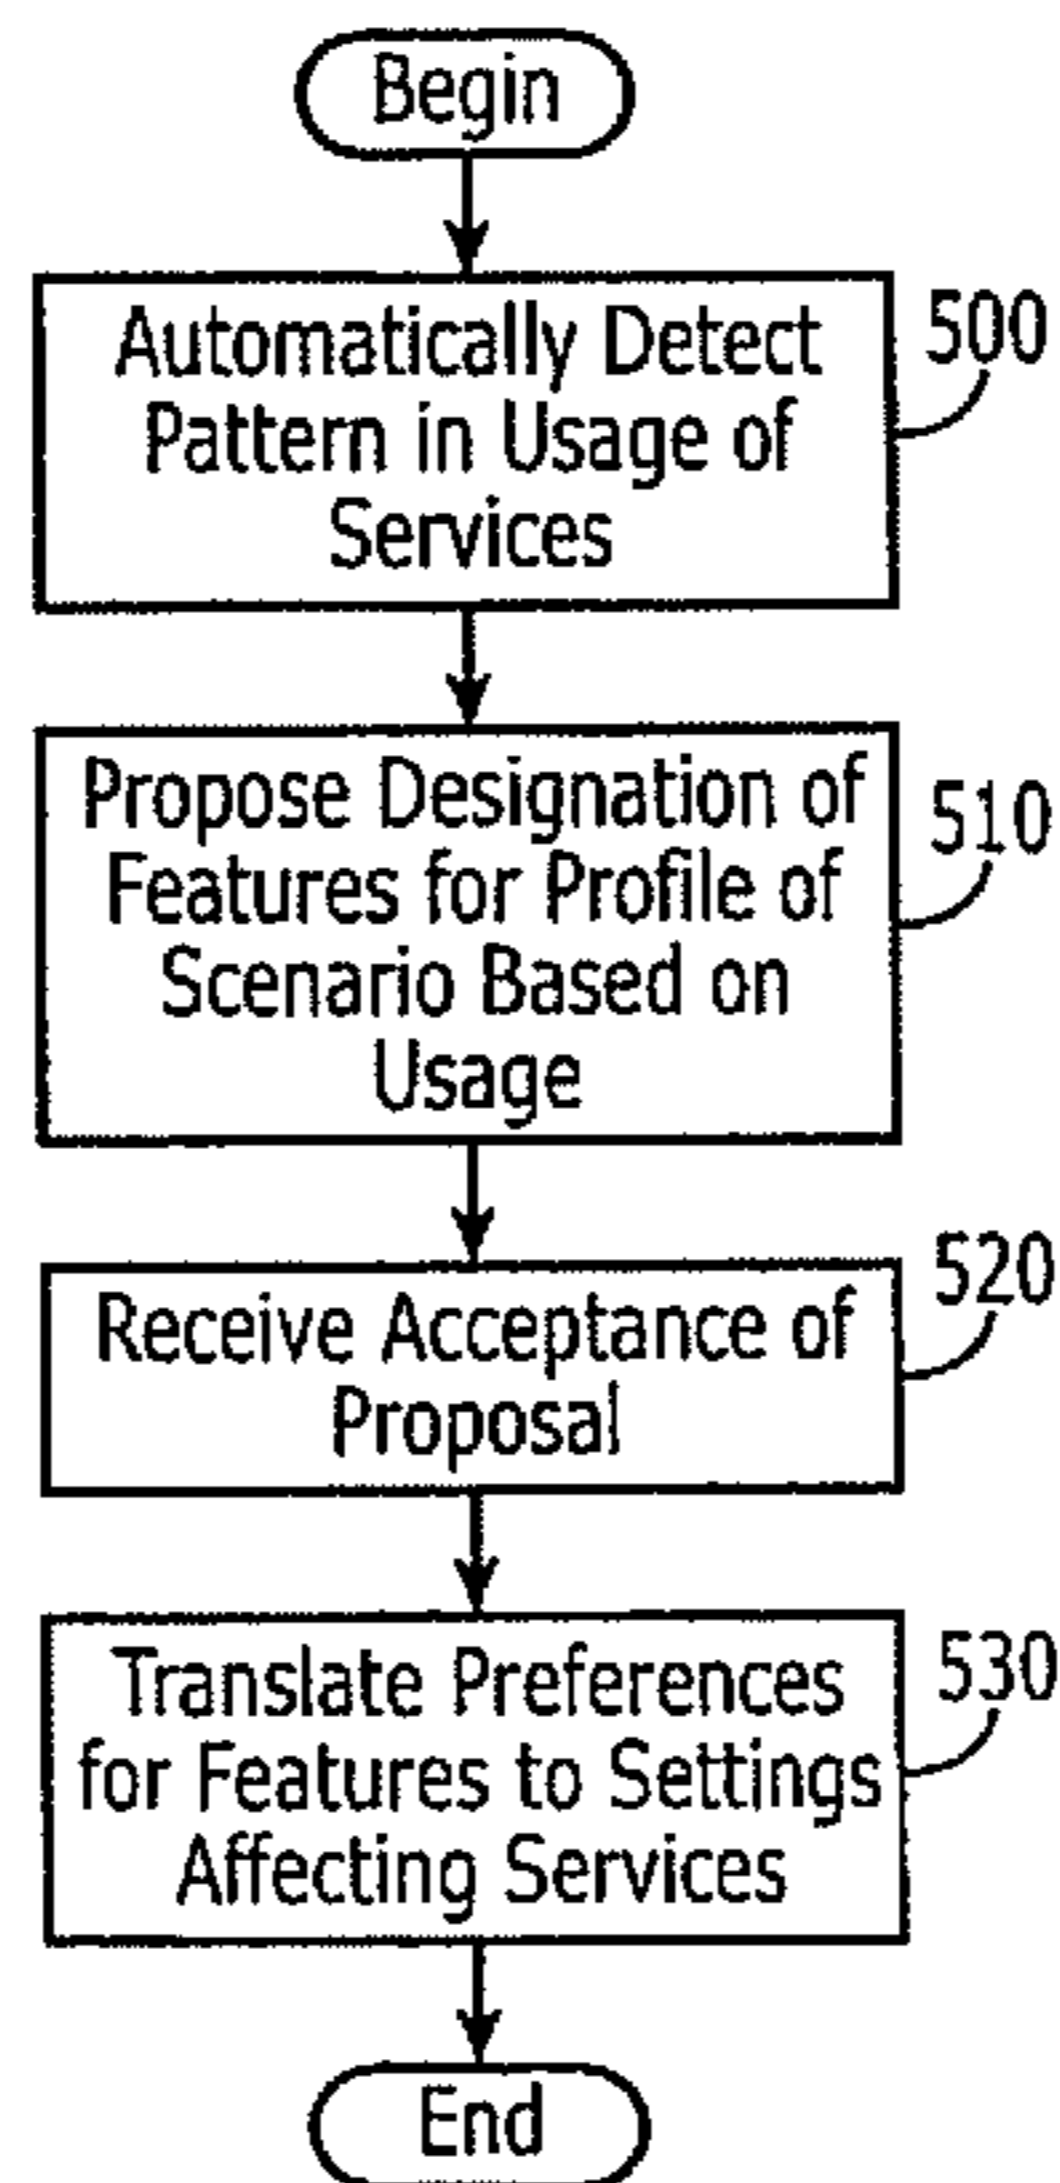 Begin
Automatically Detect
Pattern in Usage of
Services
500
Propose Designation of
Features for Profile of
Scenario Based on
Usage
510
Receive Acceptance of
Proposal
520
Translate Preferences
for Features to Settings
Affecting Services
530
End